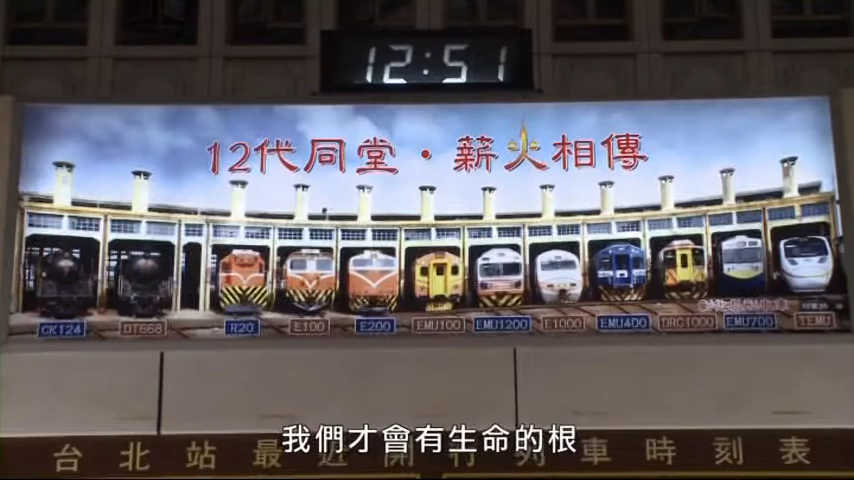 12:51
12代同堂・薪火相傳
CK124 DT668 R20 E100 E200 EMU100 EMU1200 E1000 EMU400 DRC1000 EMU700 TEMU
我們才會有生命的根
台北站最近開行列車時刻表